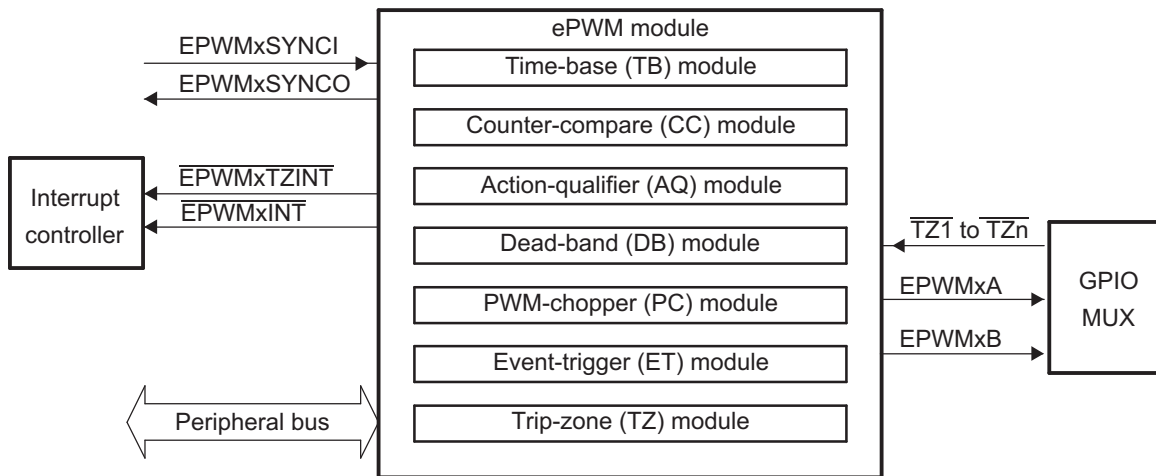 ePWM module
EPWMxSYNCI
EPWMxSYNCO
Time-base (TB) module
Counter-compare (CC) module
Action-qualifier (AQ) module
Dead-band (DB) module
PWM-chopper (PC) module
Event-trigger (ET) module
Trip-zone (TZ) module
EPWMxTZINT
EPWMxINT
Interrupt
controller
Peripheral bus
TZ1 to TZn
EPWMxA
EPWMxB
GPIO
MUX